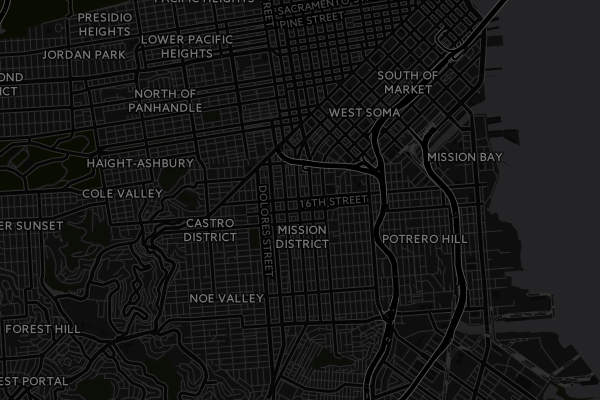 PACIFIC HEIGHTS
SACRAMENTO S
PINE STREET
PRESIDIO
HEIGHTS
LOWER PACIFIC
HEIGHTS
JORDAN PARK
SOUTH OF
MARKET
OND
ICT
NORTH OF
PANHANDLE
WEST SOMA
HAIGHT-ASHBURY
MISSION BAY
COLE VALLEY
16TH STREET
DOLORES STREET
ER SUNSET
CASTRO
DISTRICT
MISSION
DISTRICT
POTRERO HILL
NOE VALLEY
FOREST HILL
EST PORTAL